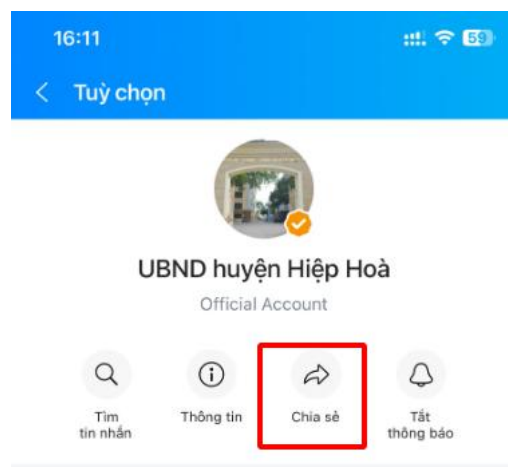 16:11
59
Tuỳ chọn
UBND huyện Hiệp Hoà
Official Account
Tìm
tin nhắn
Thông tin
Chia sẻ
Tắt
thông báo